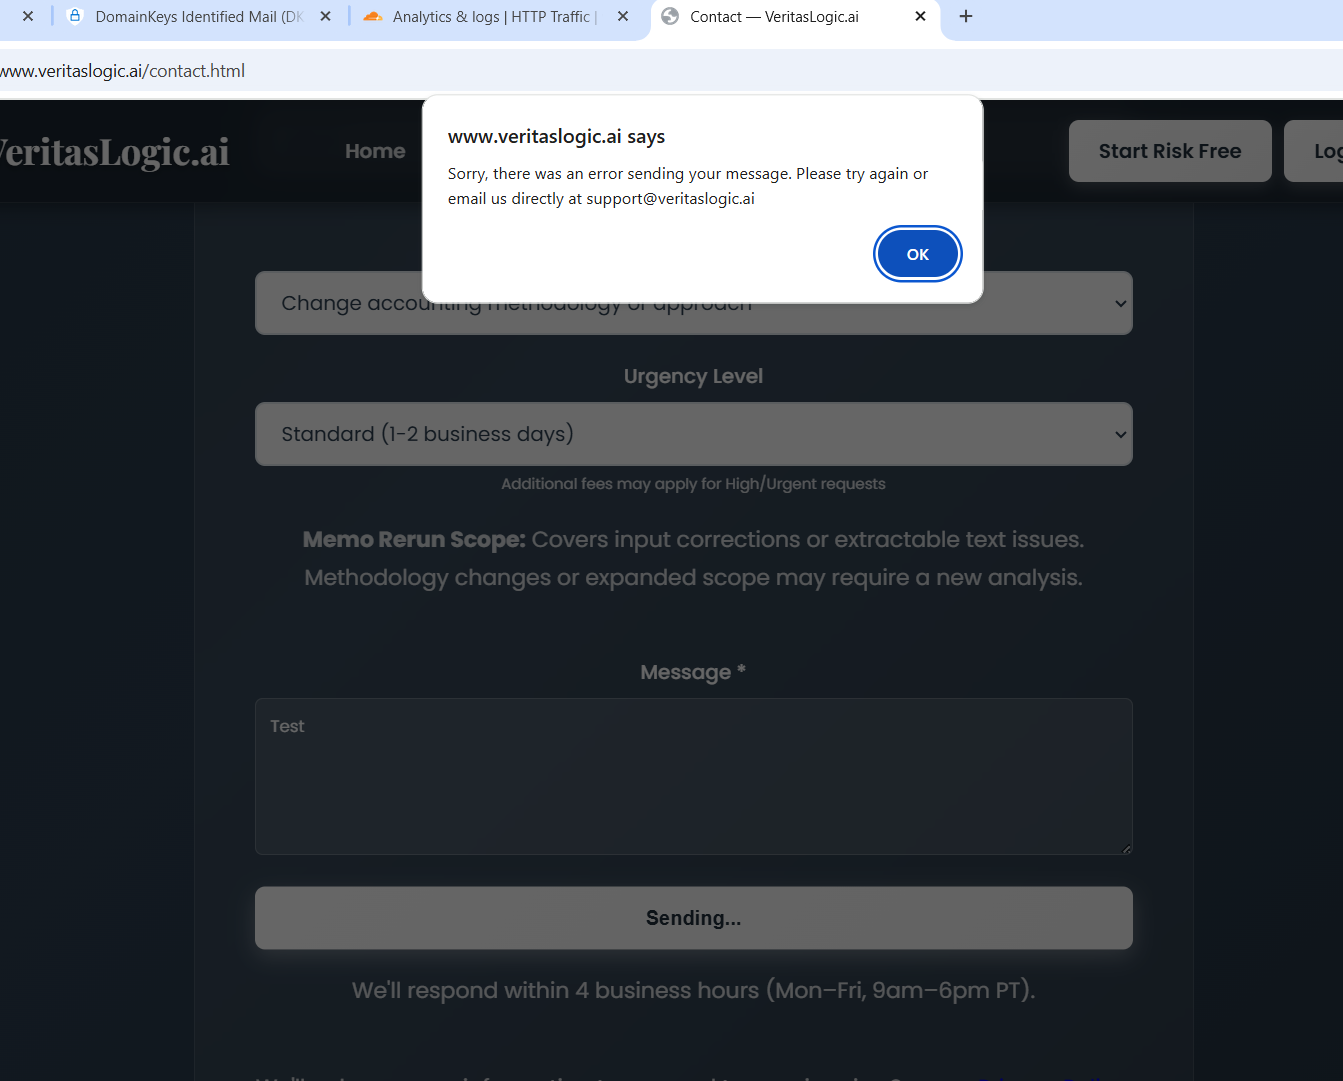 DomainKeys Identified Mail (DK
Analytics & logs | HTTP Traffic |
Contact — VeritasLogic.ai
www.veritaslogic.ai/contact.html
VeritasLogic.ai
Home
Start Risk Free
Log
www.veritaslogic.ai says
Sorry, there was an error sending your message. Please try again or
email us directly at support@veritaslogic.ai
OK
Change accounting methodology or approach
Urgency Level
Standard (1-2 business days)
Additional fees may apply for High/Urgent requests
Memo Rerun Scope: Covers input corrections or extractable text issues.
Methodology changes or expanded scope may require a new analysis.
Message *
Test
Sending...
We'll respond within 4 business hours (Mon–Fri, 9am–6pm PT).